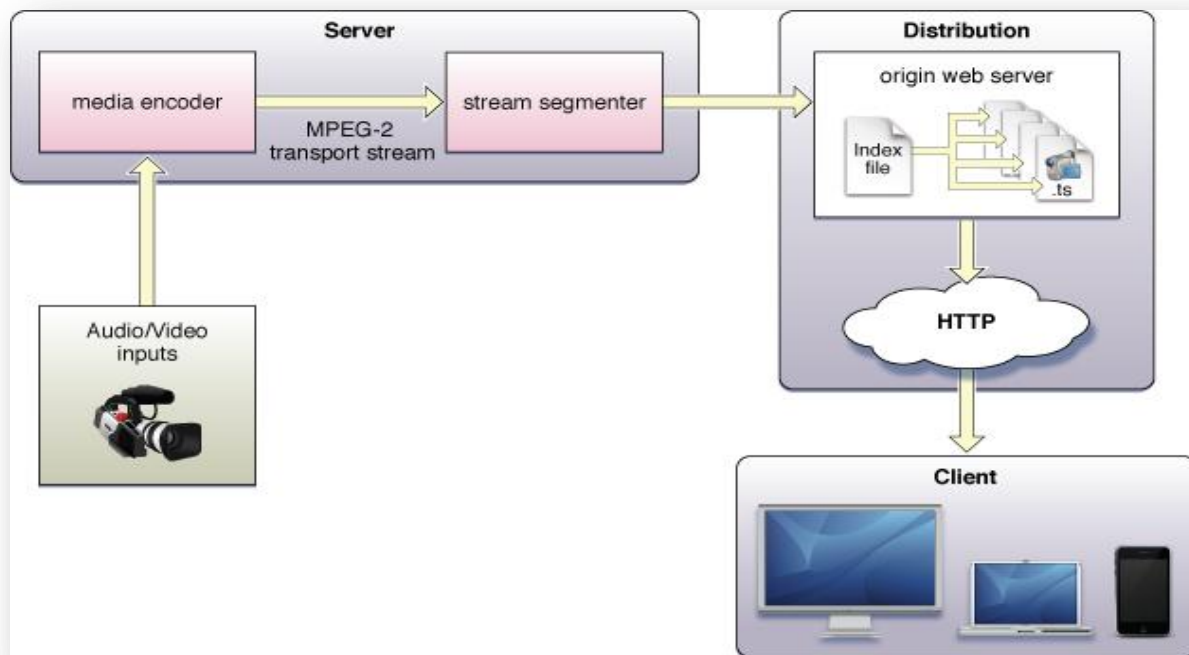 Server
media encoder
MPEG-2
transport stream
stream segmenter
Distribution
origin web server
Index
file
.ts
HTTP
Audio/Video
inputs
Client